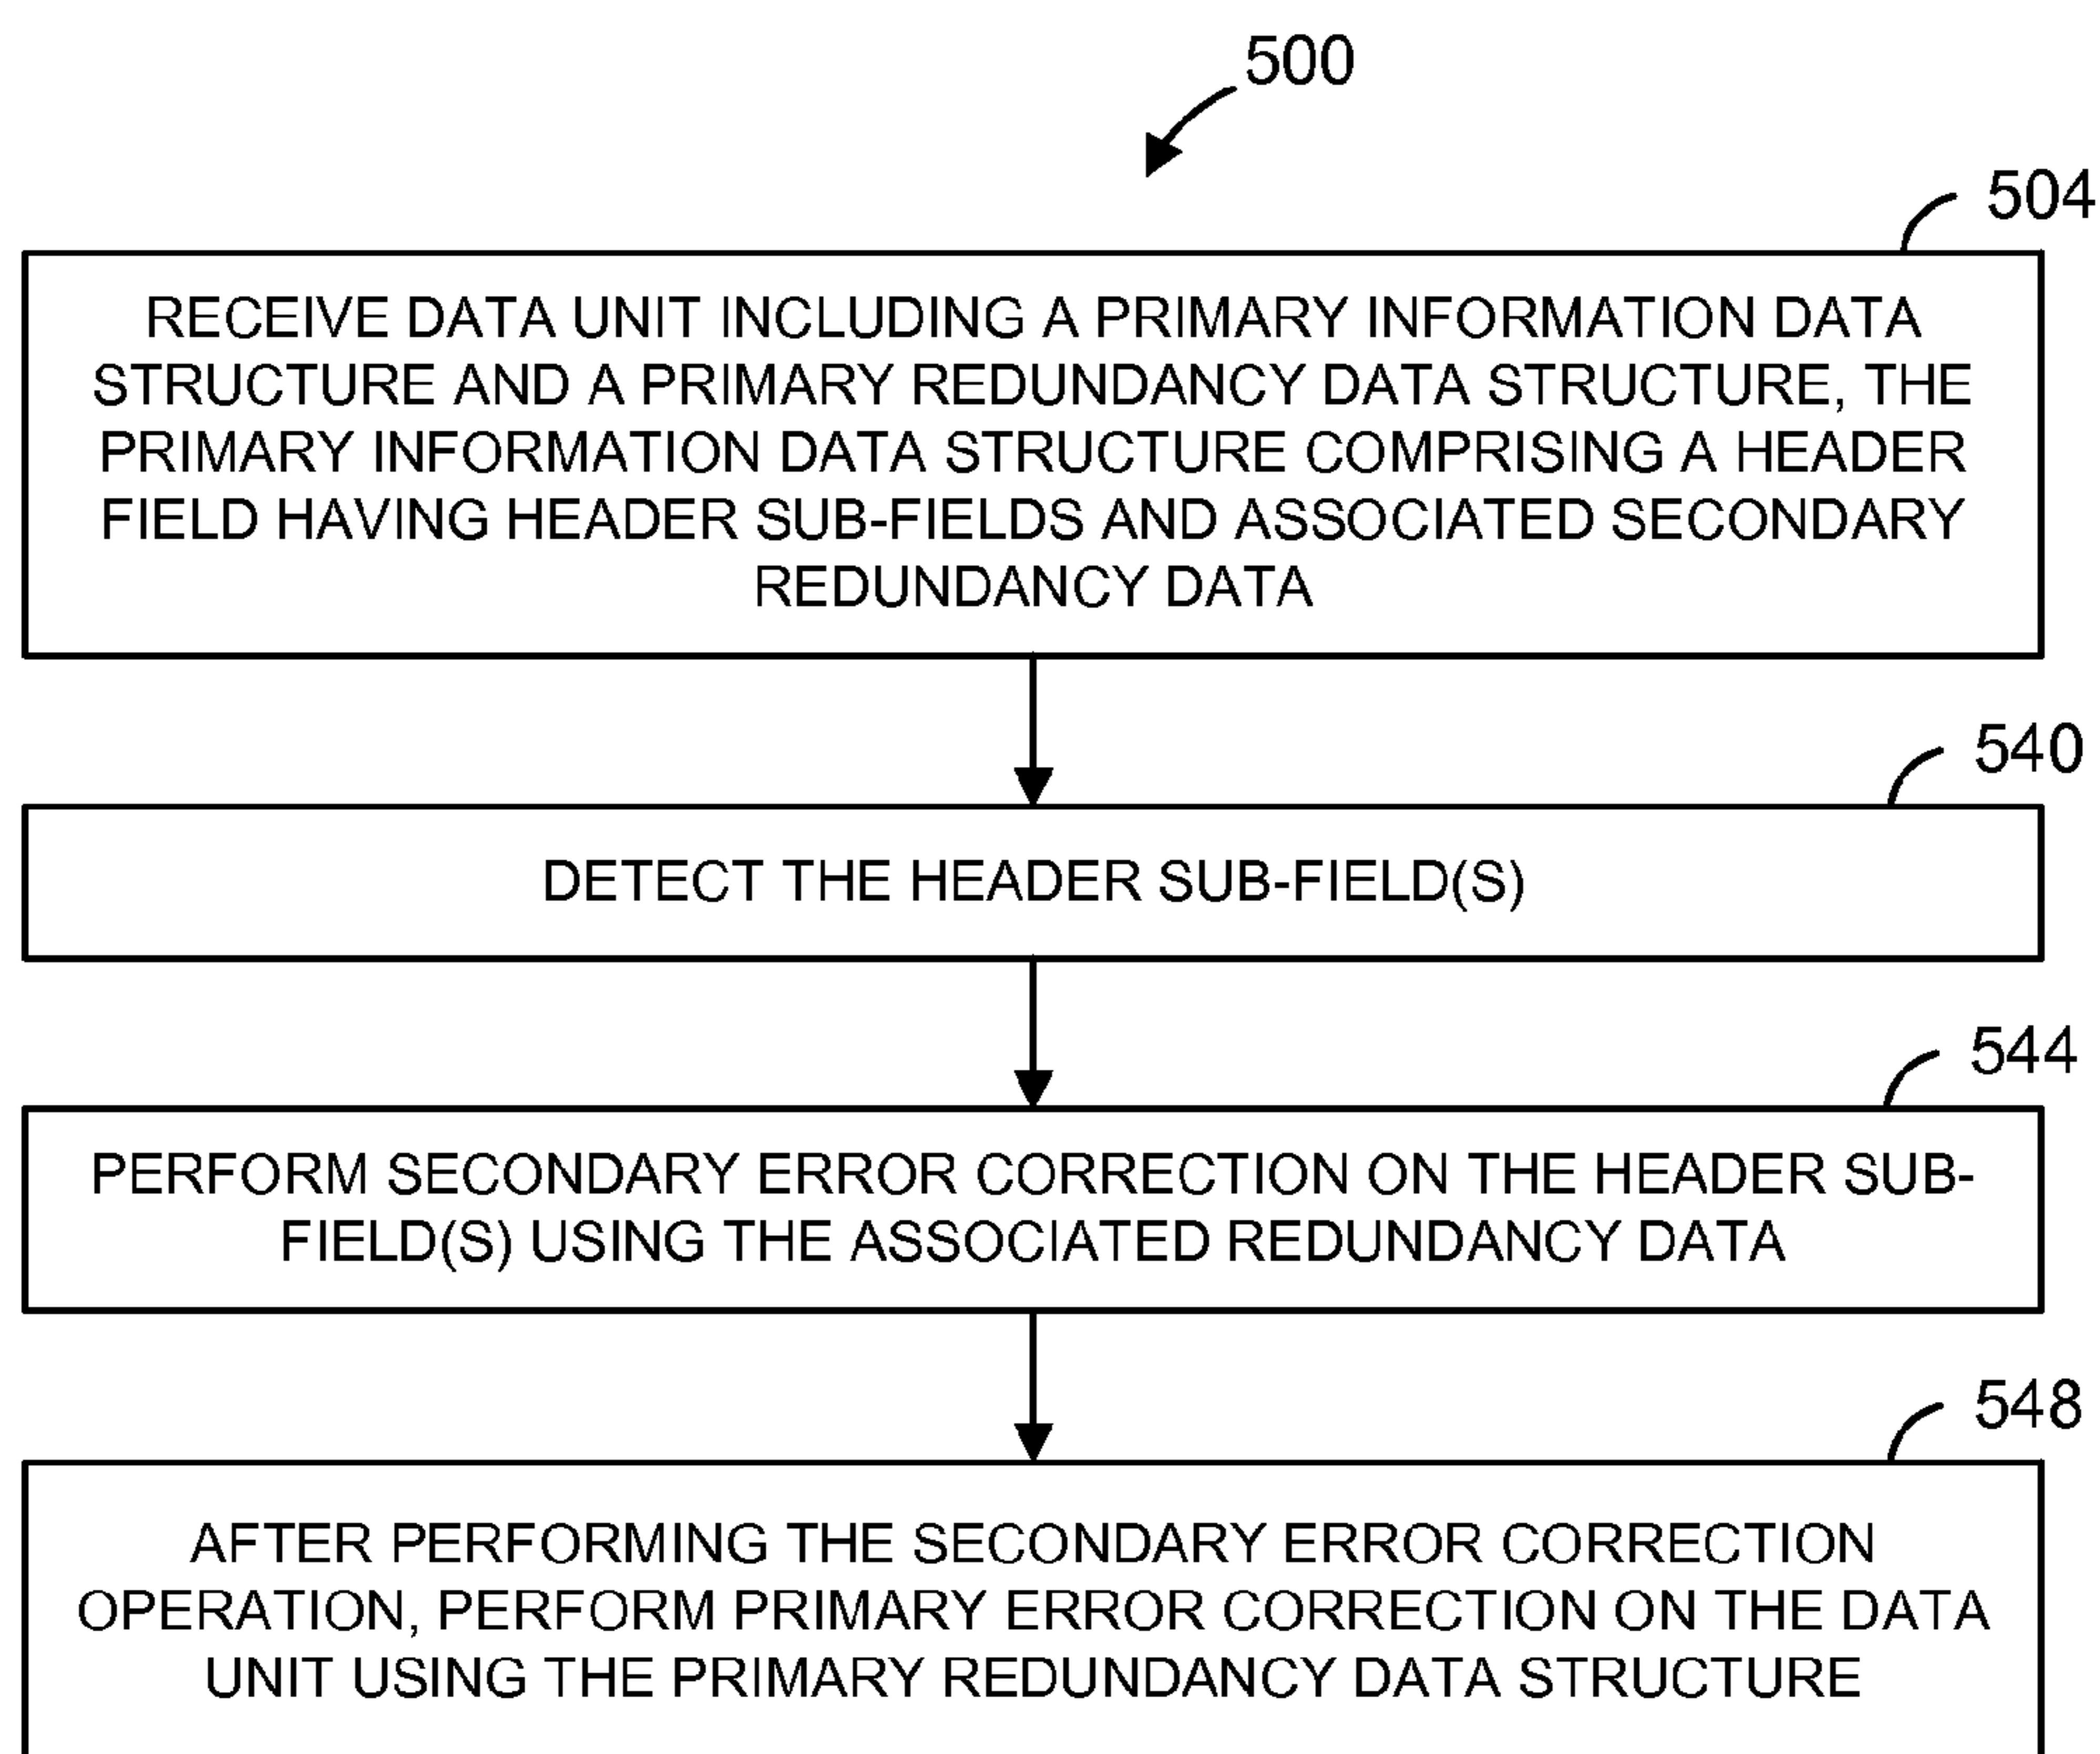 500
504
RECEIVE DATA UNIT INCLUDING A PRIMARY INFORMATION DATA
STRUCTURE AND A PRIMARY REDUNDANCY DATA STRUCTURE, THE
PRIMARY INFORMATION DATA STRUCTURE COMPRISING A HEADER
FIELD HAVING HEADER SUB-FIELDS AND ASSOCIATED SECONDARY
REDUNDANCY DATA
540
DETECT THE HEADER SUB-FIELD(S)
544
PERFORM SECONDARY ERROR CORRECTION ON THE HEADER SUB-
FIELD(S) USING THE ASSOCIATED REDUNDANCY DATA
548
AFTER PERFORMING THE SECONDARY ERROR CORRECTION
OPERATION, PERFORM PRIMARY ERROR CORRECTION ON THE DATA
UNIT USING THE PRIMARY REDUNDANCY DATA STRUCTURE